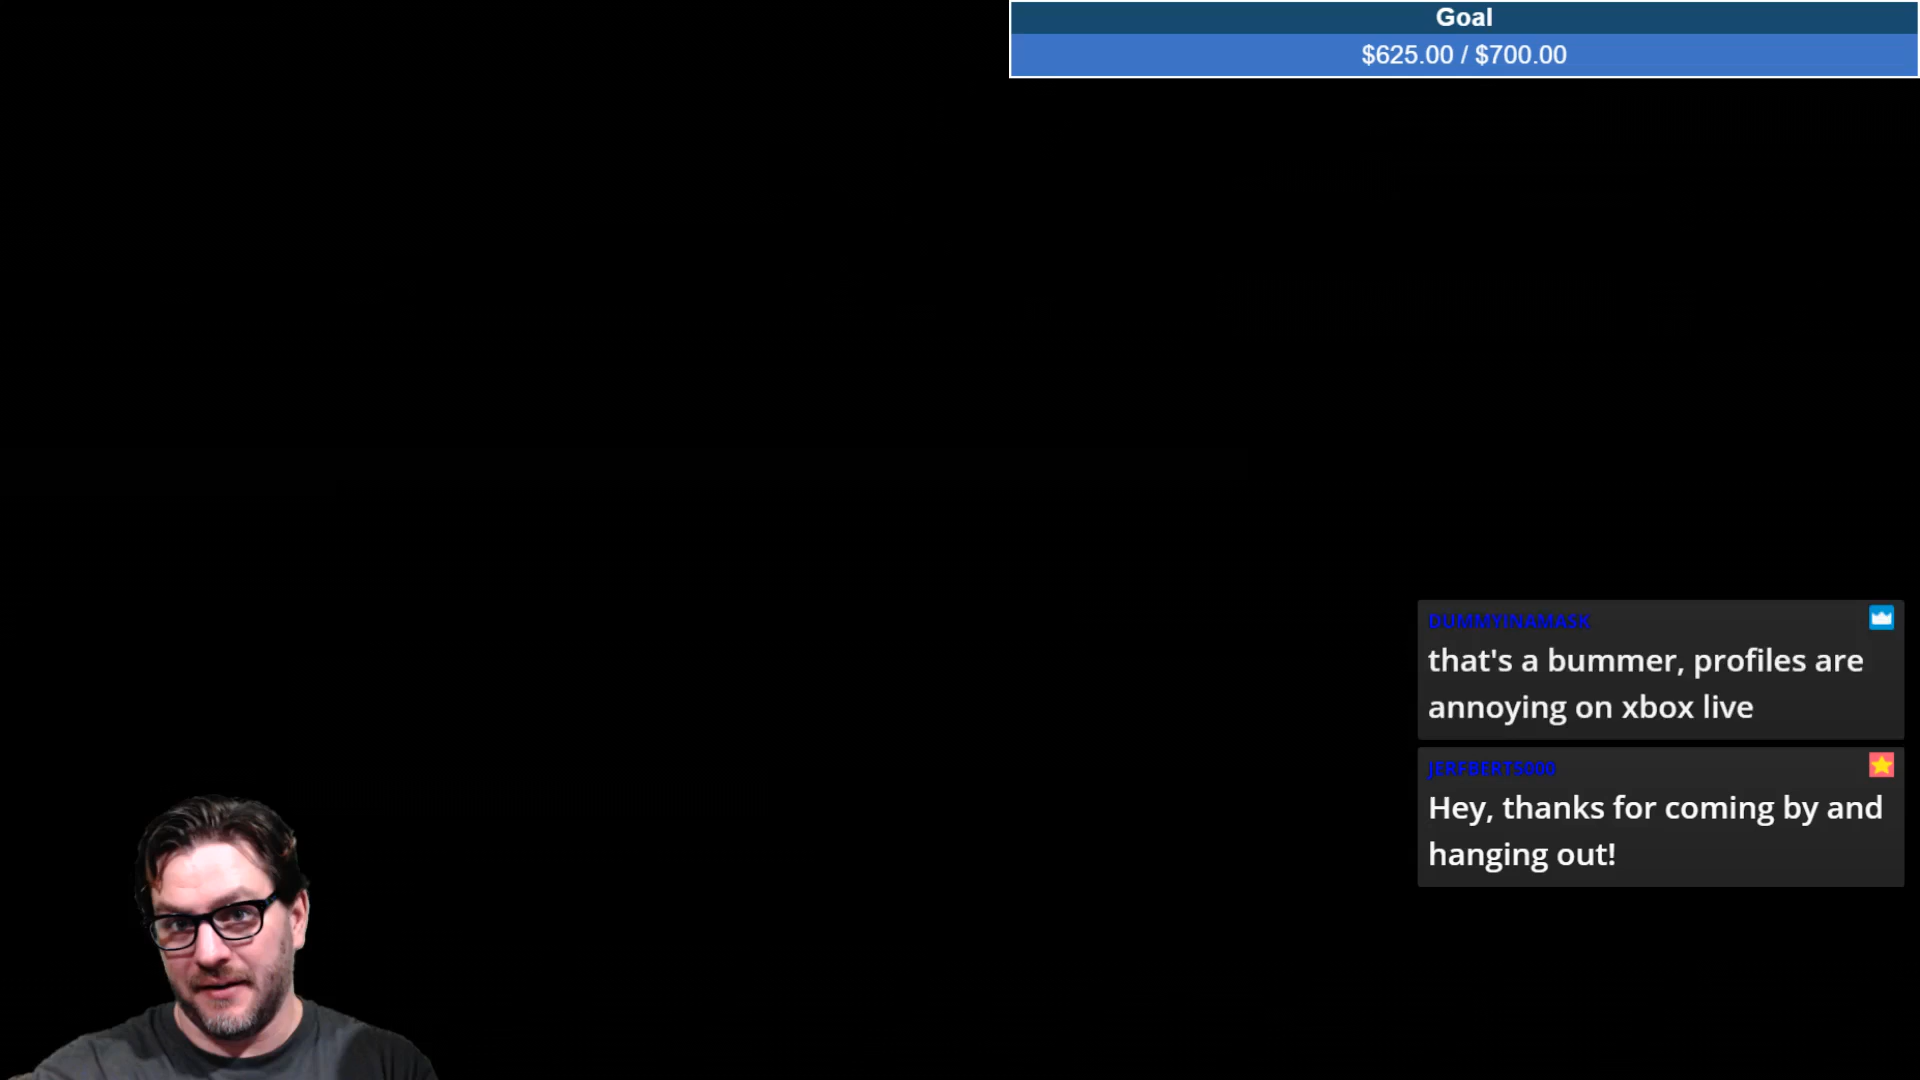 Goal
$625.00 / $700.00
DUMMYINAMASK
that's a bummer, profiles are
annoying on xbox live
JERFBERT5000
Hey, thanks for coming by and
hanging out!